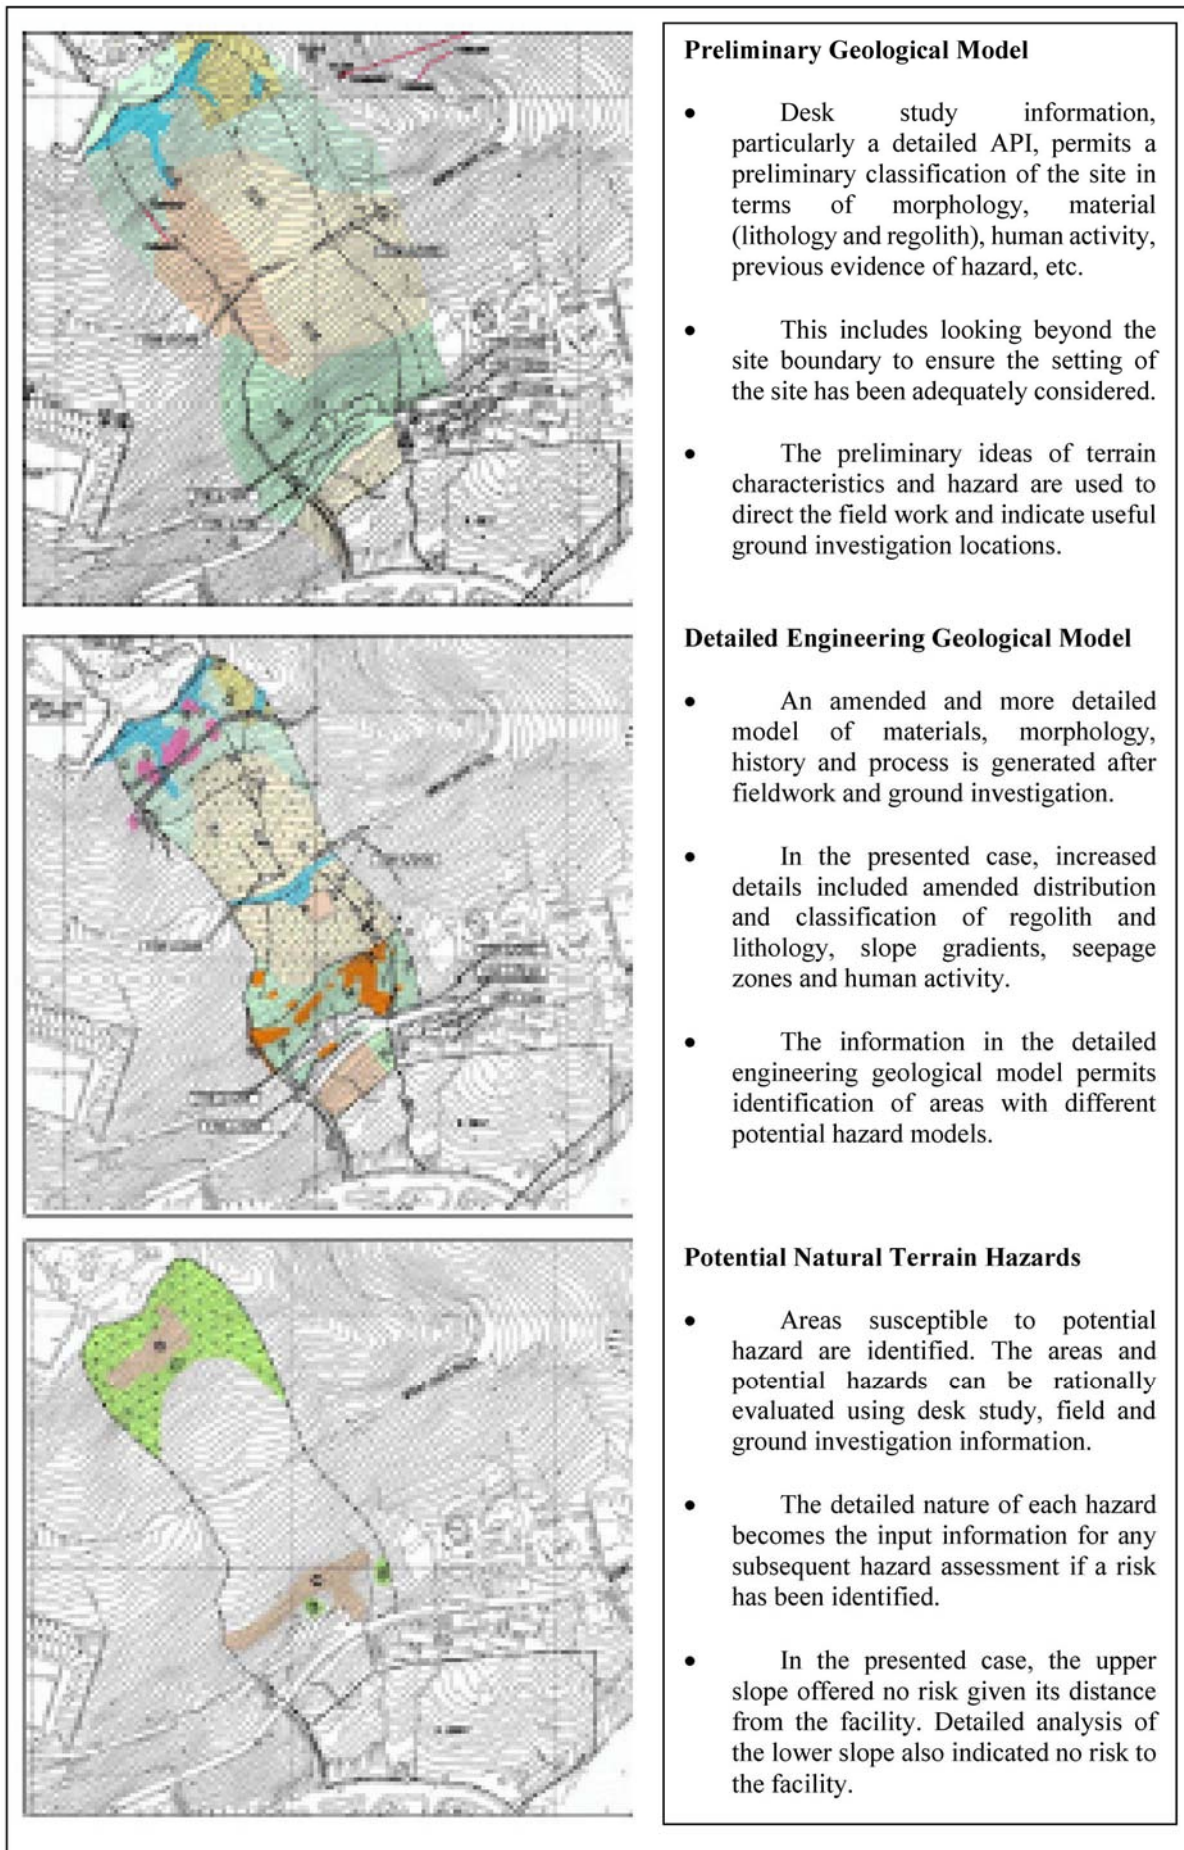 Preliminary Geological Model
• Desk study information,
particularly a detailed API, permits a
preliminary classification of the site in
terms of morphology, material
(lithology and regolith), human activity,
previous evidence of hazard, etc.
• This includes looking beyond the
site boundary to ensure the setting of
the site has been adequately considered.
• The preliminary ideas of terrain
characteristics and hazard are used to
direct the field work and indicate useful
ground investigation locations.
Detailed Engineering Geological Model
• An amended and more detailed
model of materials, morphology,
history and process is generated after
fieldwork and ground investigation.
• In the presented case, increased
details included amended distribution
and classification of regolith and
lithology, slope gradients, seepage
zones and human activity.
• The information in the detailed
engineering geological model permits
identification of areas with different
potential hazard models.
Potential Natural Terrain Hazards
• Areas susceptible to potential
hazard are identified. The areas and
potential hazards can be rationally
evaluated using desk study, field and
ground investigation information.
• The detailed nature of each hazard
becomes the input information for any
subsequent hazard assessment if a risk
has been identified.
• In the presented case, the upper
slope offered no risk given its distance
from the facility. Detailed analysis of
the lower slope also indicated no risk to
the facility.